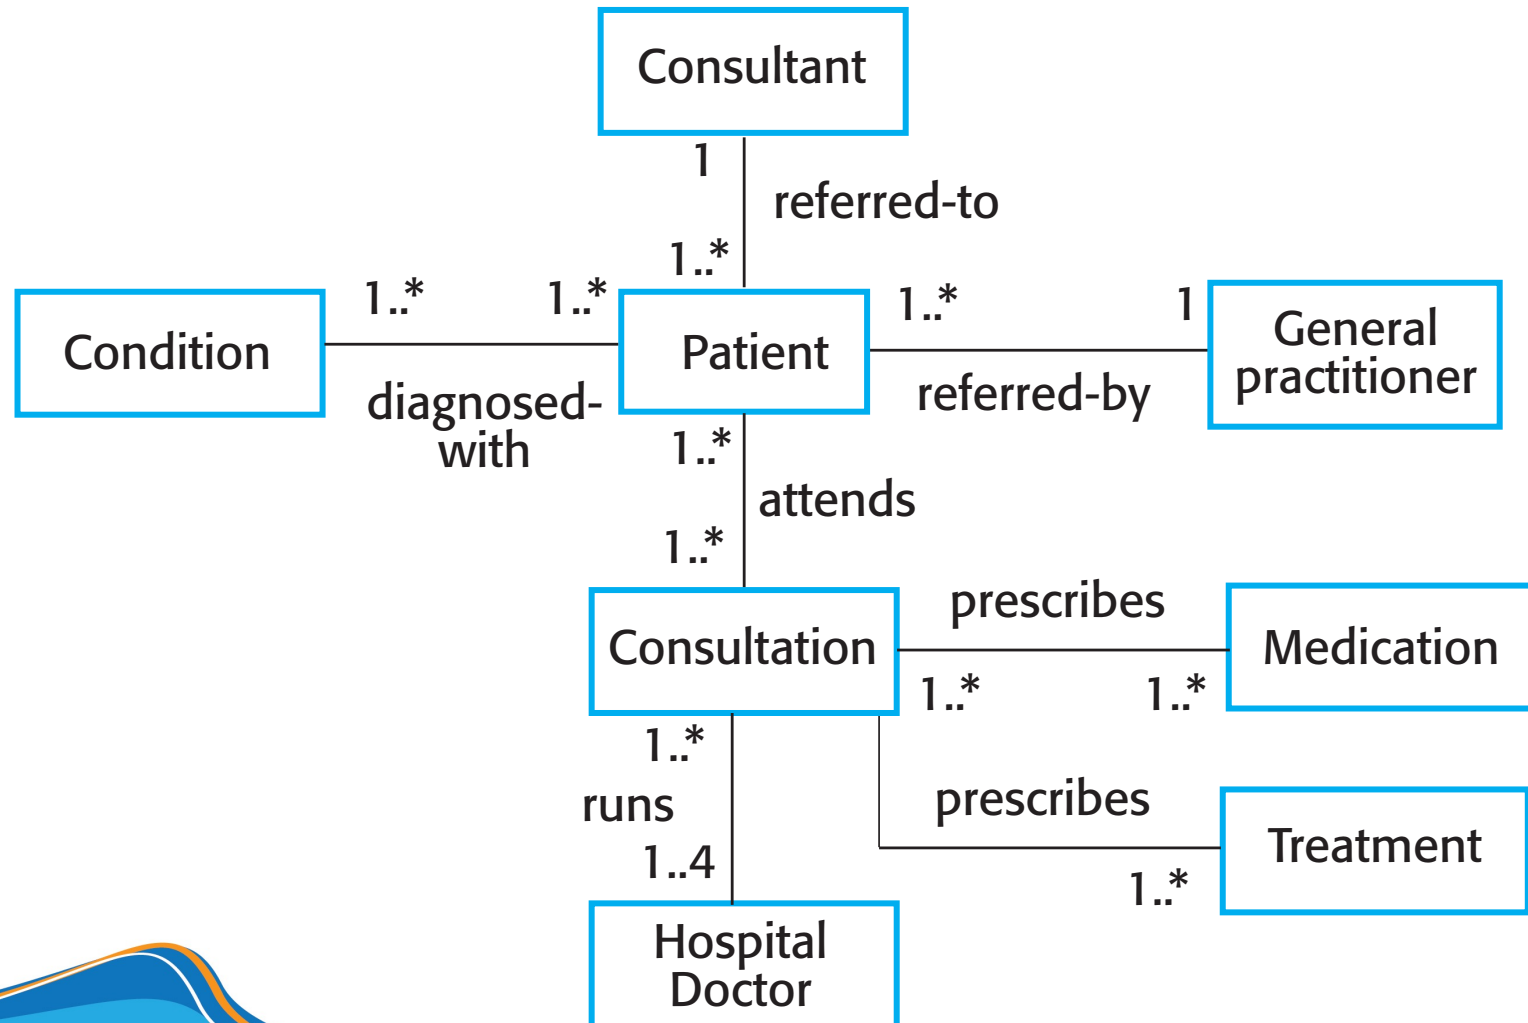 Consultant
1
referred-to
1..*
1..*
1..*
1..*
1
Condition
Patient
General
practitioner
diagnosed-
with
referred-by
1..*
attends
1..*
prescribes
Consultation
Medication
1..*
1..*
1..*
runs
prescribes
1..4
Treatment
1..*
Hospital
Doctor